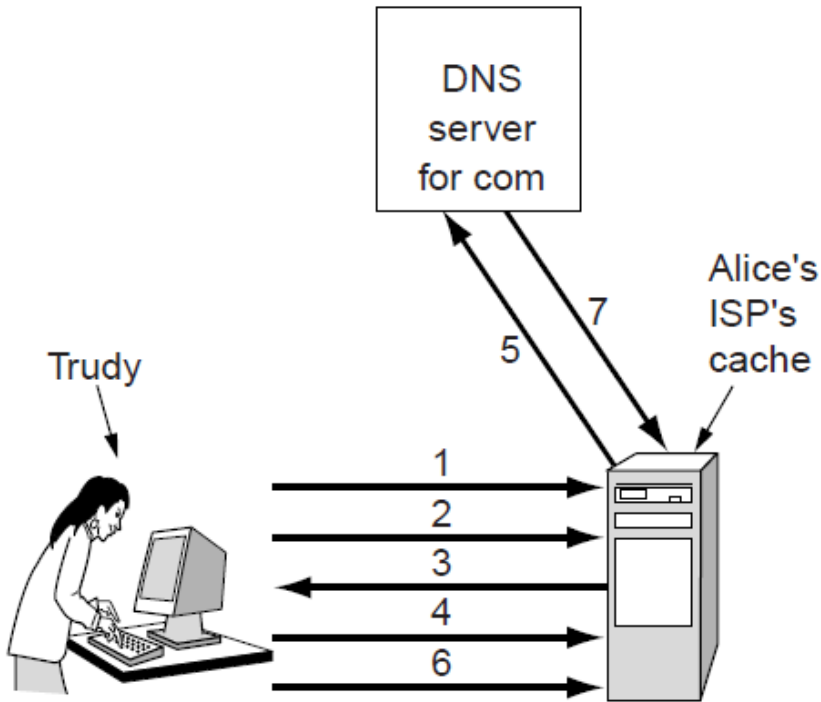 DNS
server
for com
Alice's
ISP's
cache
7
5
Trudy
1
2
3
4
6